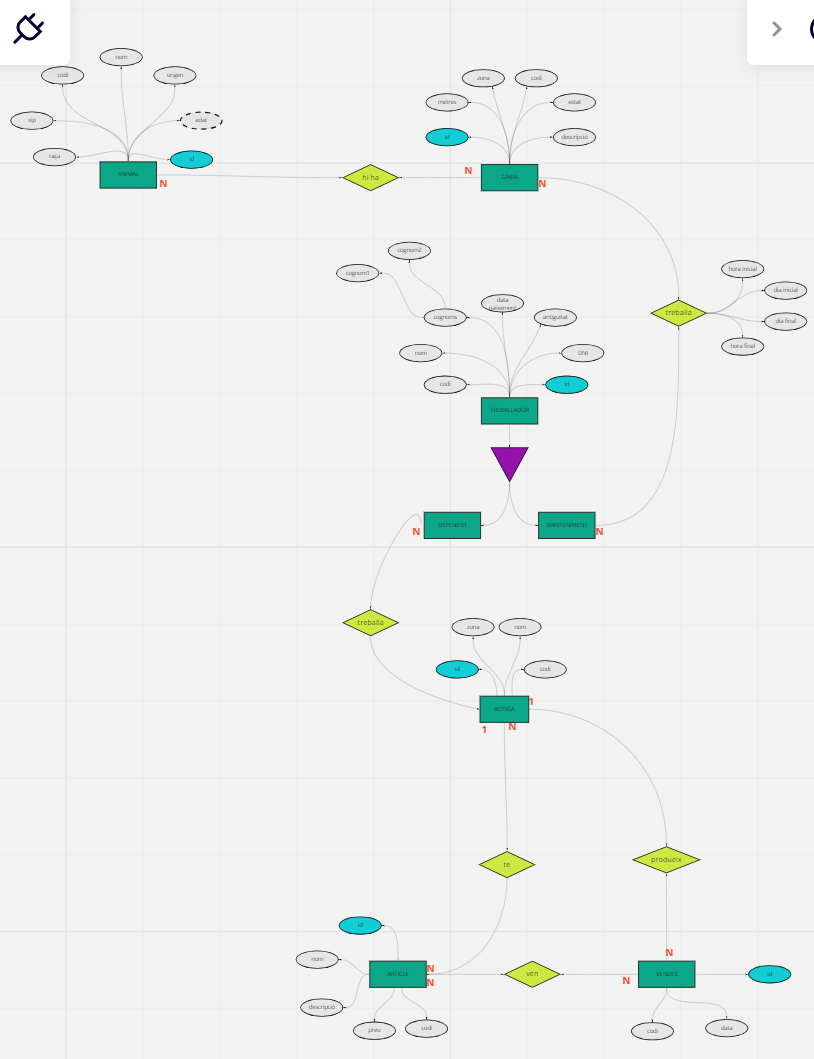 nom
codi
origen
xip
edat
raça
id
ANIMAL
N
hi ha
zona
codi
metres
estat
id
descripció
N
GÀBIA
N
cognom2
cognom1
data
naixement
cognoms
antiguitat
nom
DNI
codi
id
TREBALLADOR
hora inicial
dia inicial
treballa
dia final
hora final
N
DEPENENT
MANTENIMENT
N
treballa
zona
nom
id
codi
BOTIGA
1
1
N
te
produeix
id
nom
descripció
preu
codi
ARTICLE
N
N
ven
N
N
VENDES
id
codi
data